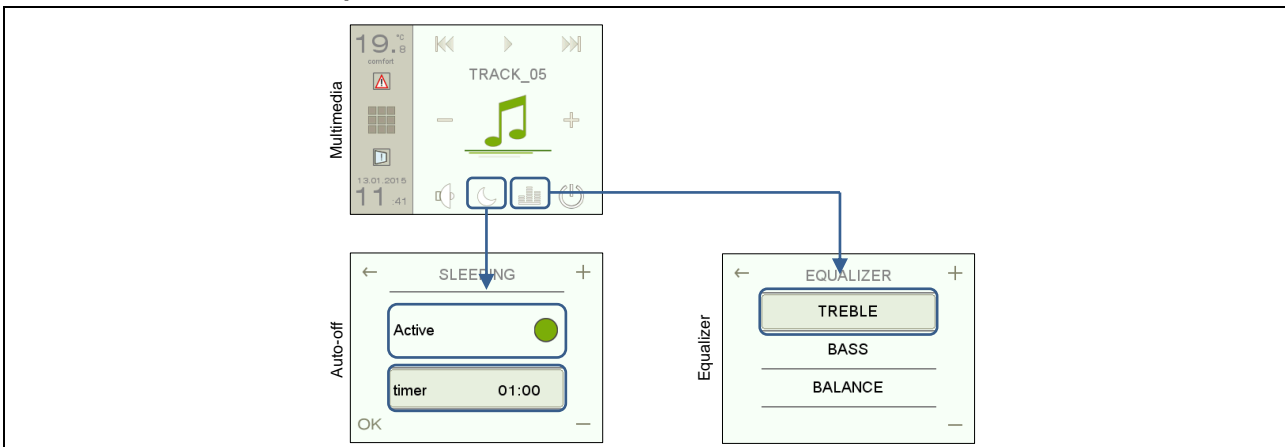 Multimedia
19.8 °C
comfort
TRACK_05
13.01.2015
11:41
Auto-off
← SLEEPING +
Active
timer 01:00
OK −
Equalizer
← EQUALIZER +
TREBLE
BASS
BALANCE
−